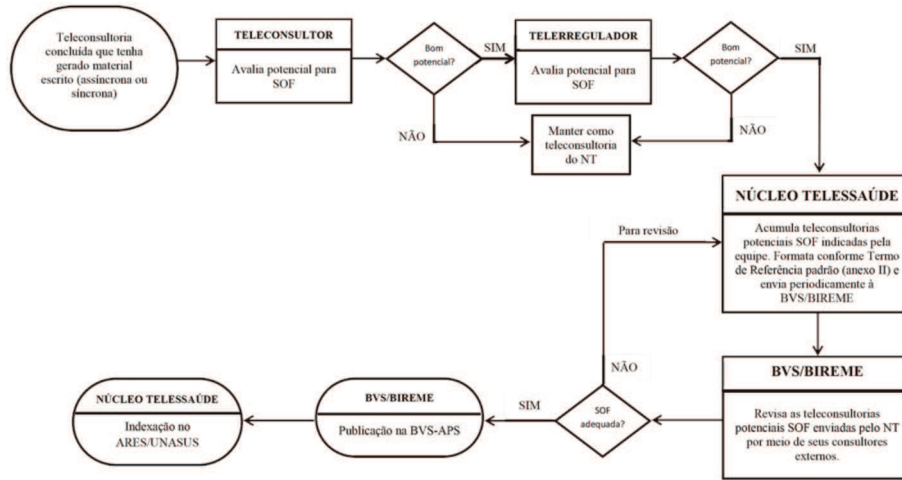 Teleconsultoria
concluída que tenha
gerado material
escrito (assíncrona ou
síncrona)
TELECONSULTOR
Avalia potencial para
SOF
Bom
potencial?
SIM
NÃO
TELERREGULADOR
Avalia potencial para
SOF
Bom
potencial?
SIM
NÃO
Manter como
teleconsultoria
do NT
NÚCLEO TELESSAÚDE
Acumula teleconsultorias
potenciais SOF indicadas pela
equipe. Formata conforme Termo
de Referência padrão (anexo II) e
envia periodicamente à
BVS/BIREME
Para revisão
BVS/BIREME
Revisa as teleconsultorias
potenciais SOF enviadas pelo NT
por meio de seus consultores
externos.
NÃO
SOF
adequada?
SIM
BVS/BIREME
Publicação na BVS-APS
NÚCLEO TELESSAÚDE
Indexação no
ARES/UNASUS